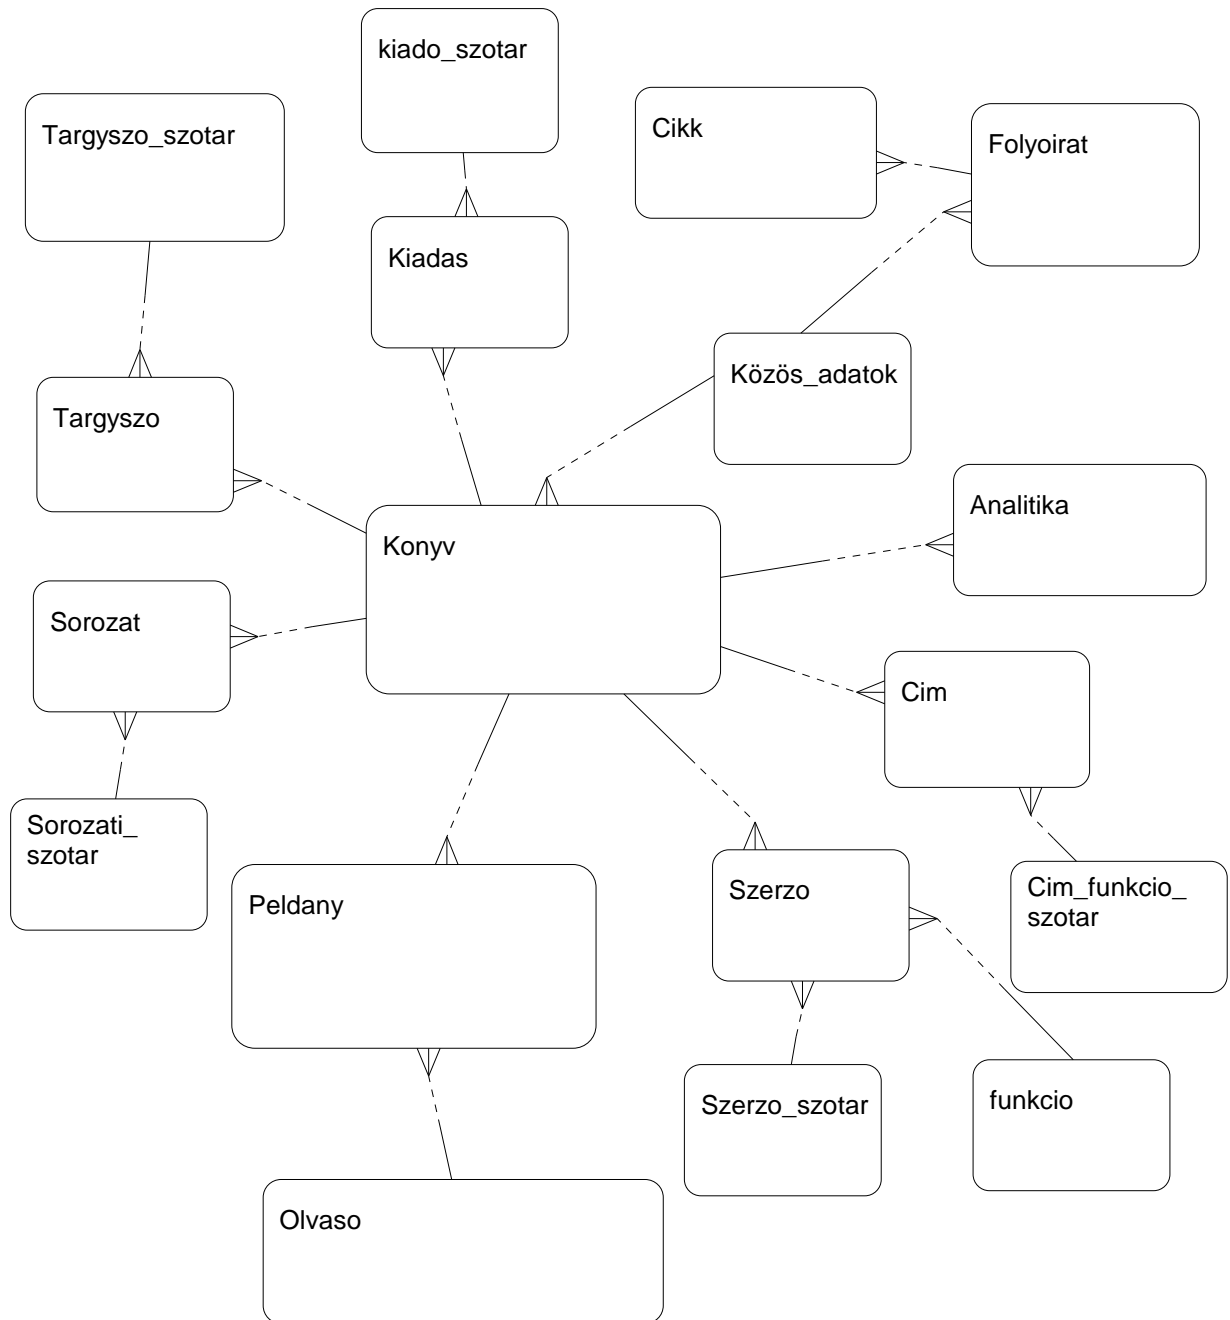 kiado_szotar
Targyszo_szotar
Cikk
Folyoirat
Kiadas
Közös_adatok
Targyszo
Analitika
Konyv
Sorozat
Cim
Sorozati_
szotar
Peldany
Szerzo
Cim_funkcio_
szotar
Szerzo_szotar
funkcio
Olvaso